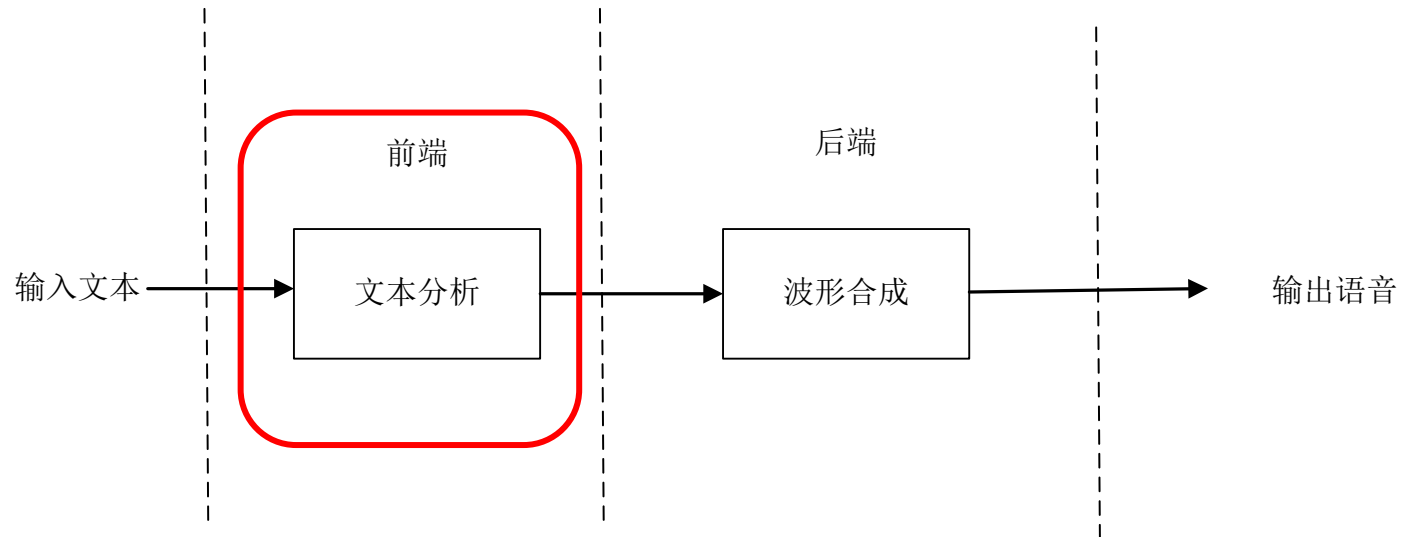 前端
后端
输入文本
文本分析
波形合成
输出语音